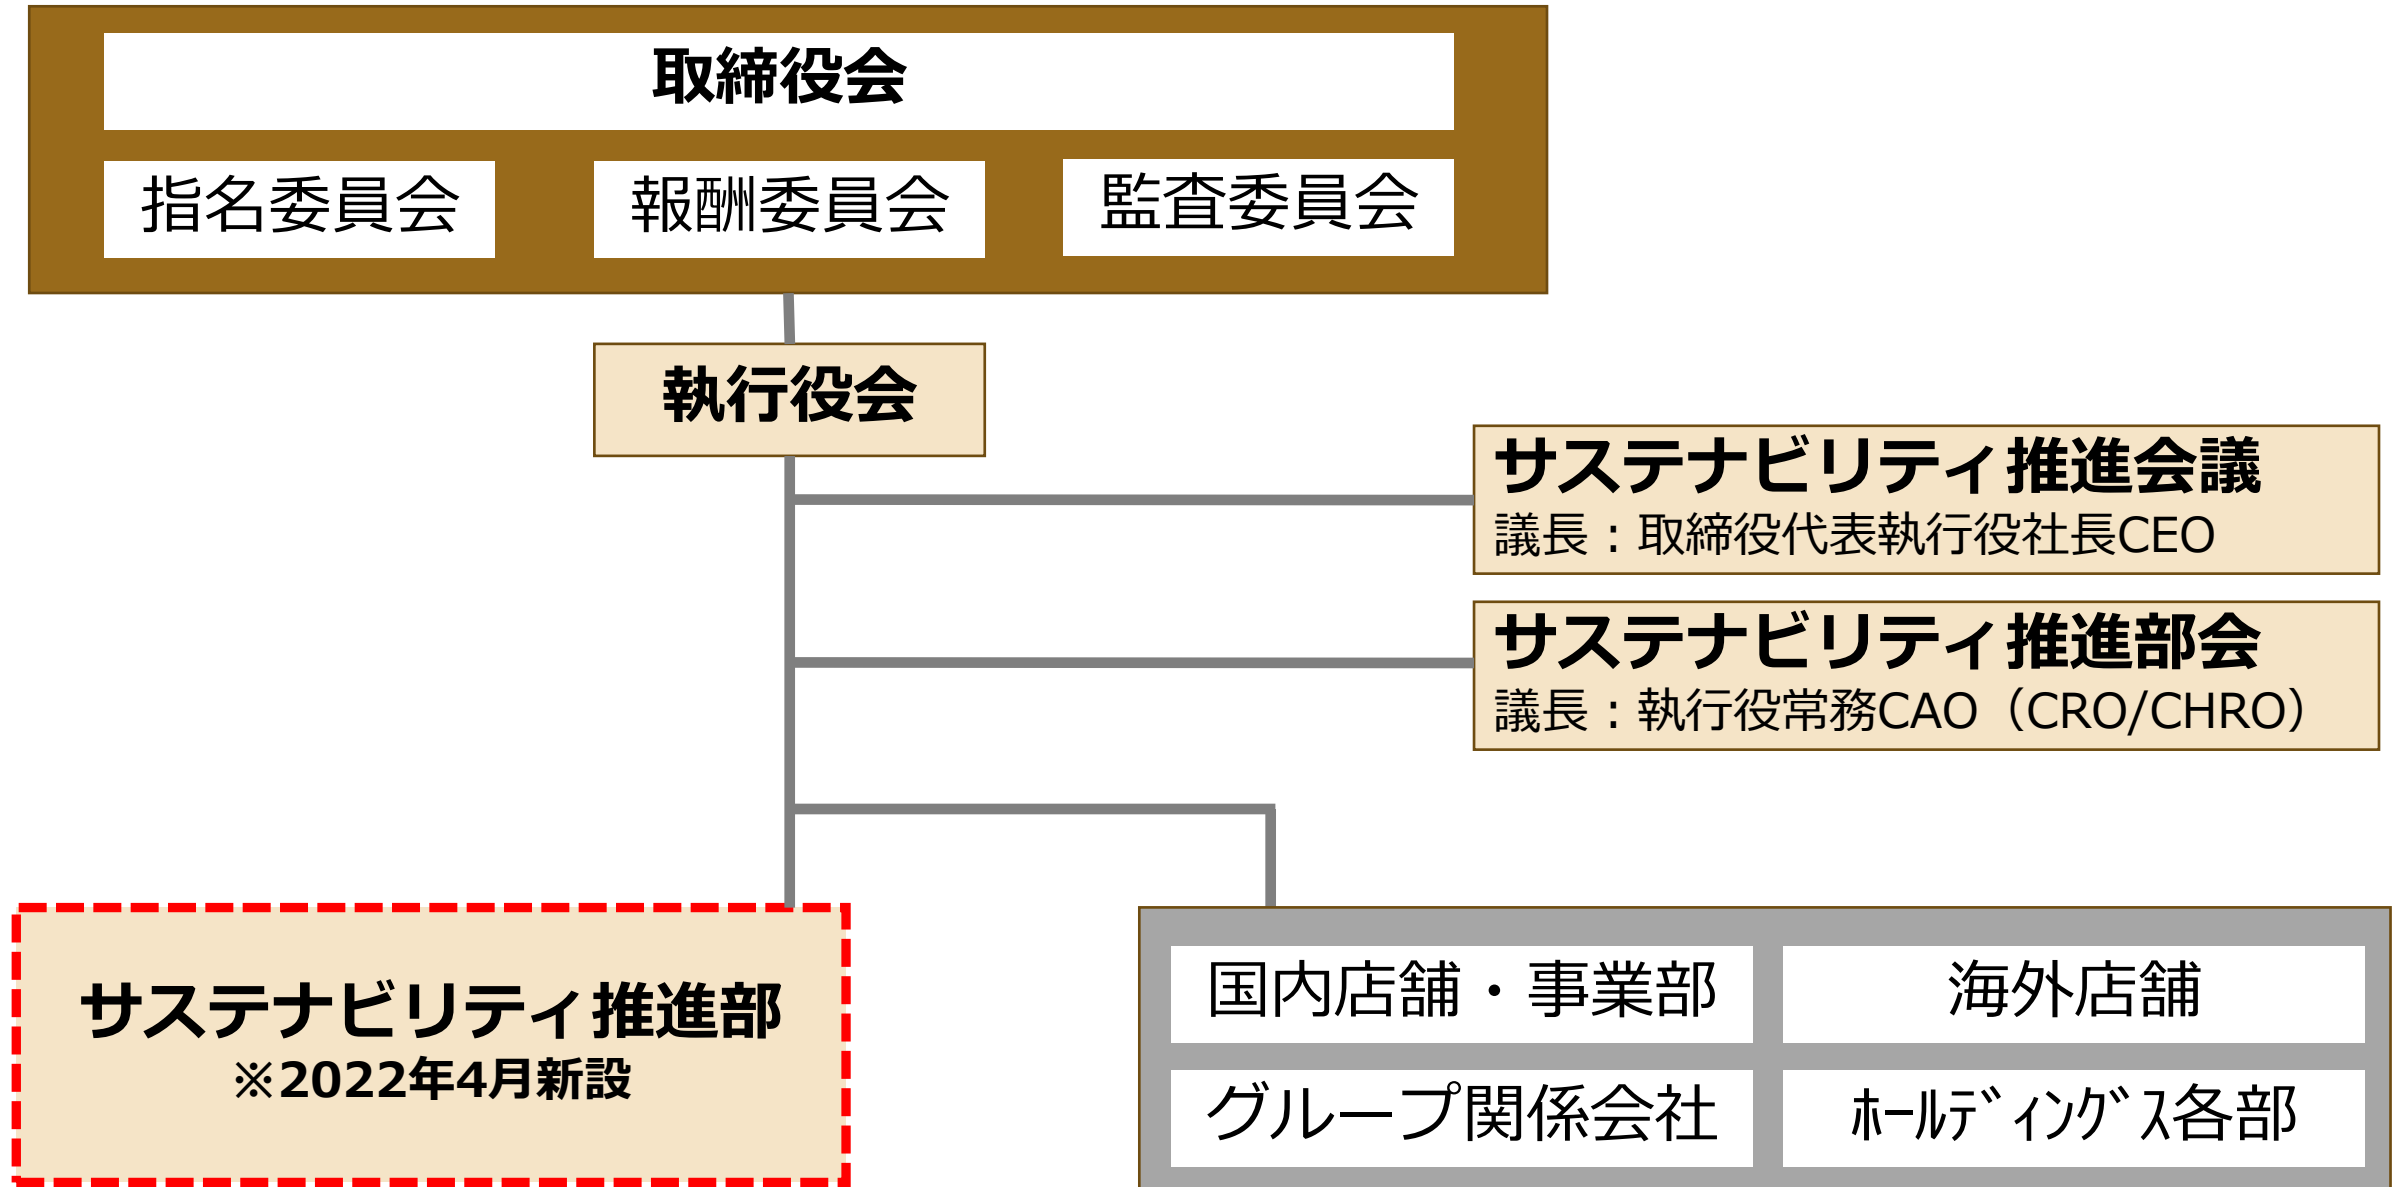 取締役会
指名委員会
報酬委員会
監査委員会
執行役会
サステナビリティ推進会議
議長：取締役代表執行役社長CEO
サステナビリティ推進部会
議長：執行役常務CAO（CRO/CHRO）
サステナビリティ推進部
※2022年4月新設
国内店舗・事業部
海外店舗
グループ関係会社
ﾎｰﾙﾃﾞｨﾝｸﾞｽ各部